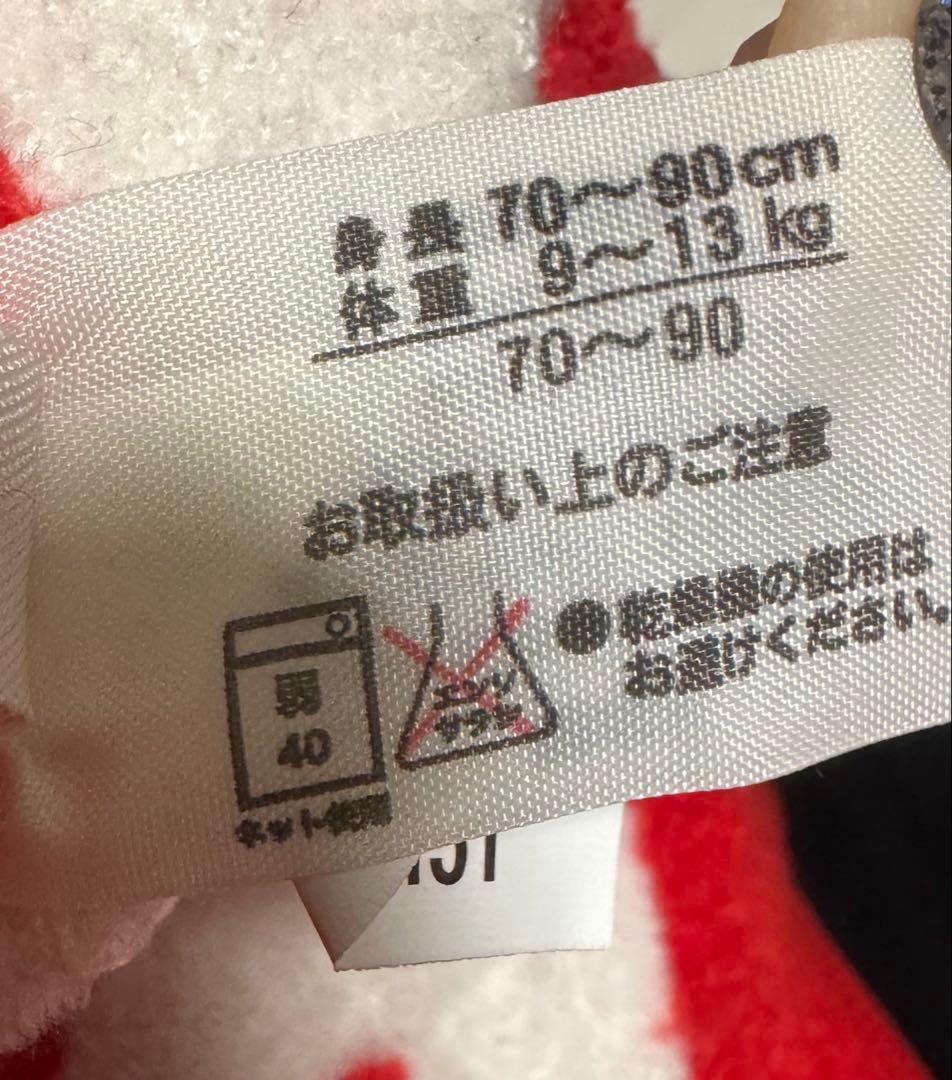 身長 70〜90cm
体重 9〜13kg
70〜90
お取扱い上のご注意
弱
40
ネット使用
エンソ
サラシ
●乾燥機の使用は
お避けください